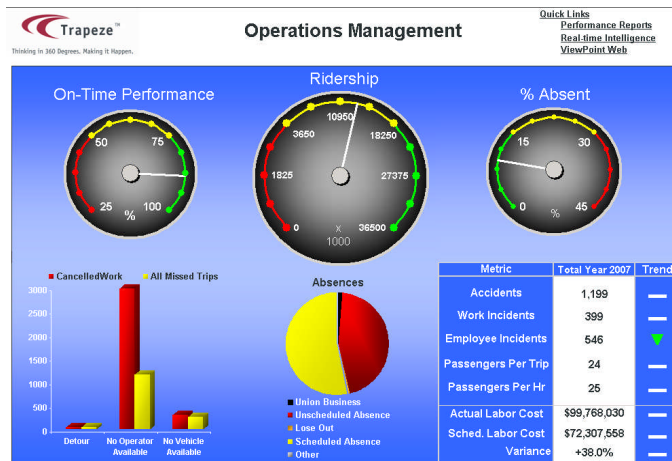 Trapeze™
Thinking in 360 Degrees. Making it Happen.
Operations Management
Quick Links
Performance Reports
Real-time Intelligence
ViewPoint Web
On-Time Performance
25
50
75
100
%
Ridership
0
1825
3650
10950
18250
27375
36500
x
1000
% Absent
0
15
30
45
%
CancelledWork
All Missed Trips
3000
2500
2000
1500
1000
500
0
Detour
No Operator
Available
No Vehicle
Available
Absences
Union Business
Unscheduled Absence
Lose Out
Scheduled Absence
Other
Metric Total Year 2007 Trend
Accidents 1,199
Work Incidents 399
Employee Incidents 546
Passengers Per Trip 24
Passengers Per Hr 25
Actual Labor Cost $99,768,030
Sched. Labor Cost $72,307,558
Variance +38.0%